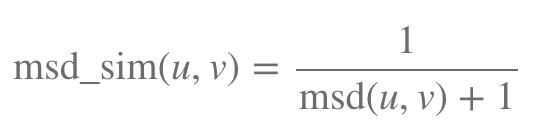 msd_sim(u, v) = 1 / msd(u, v) + 1